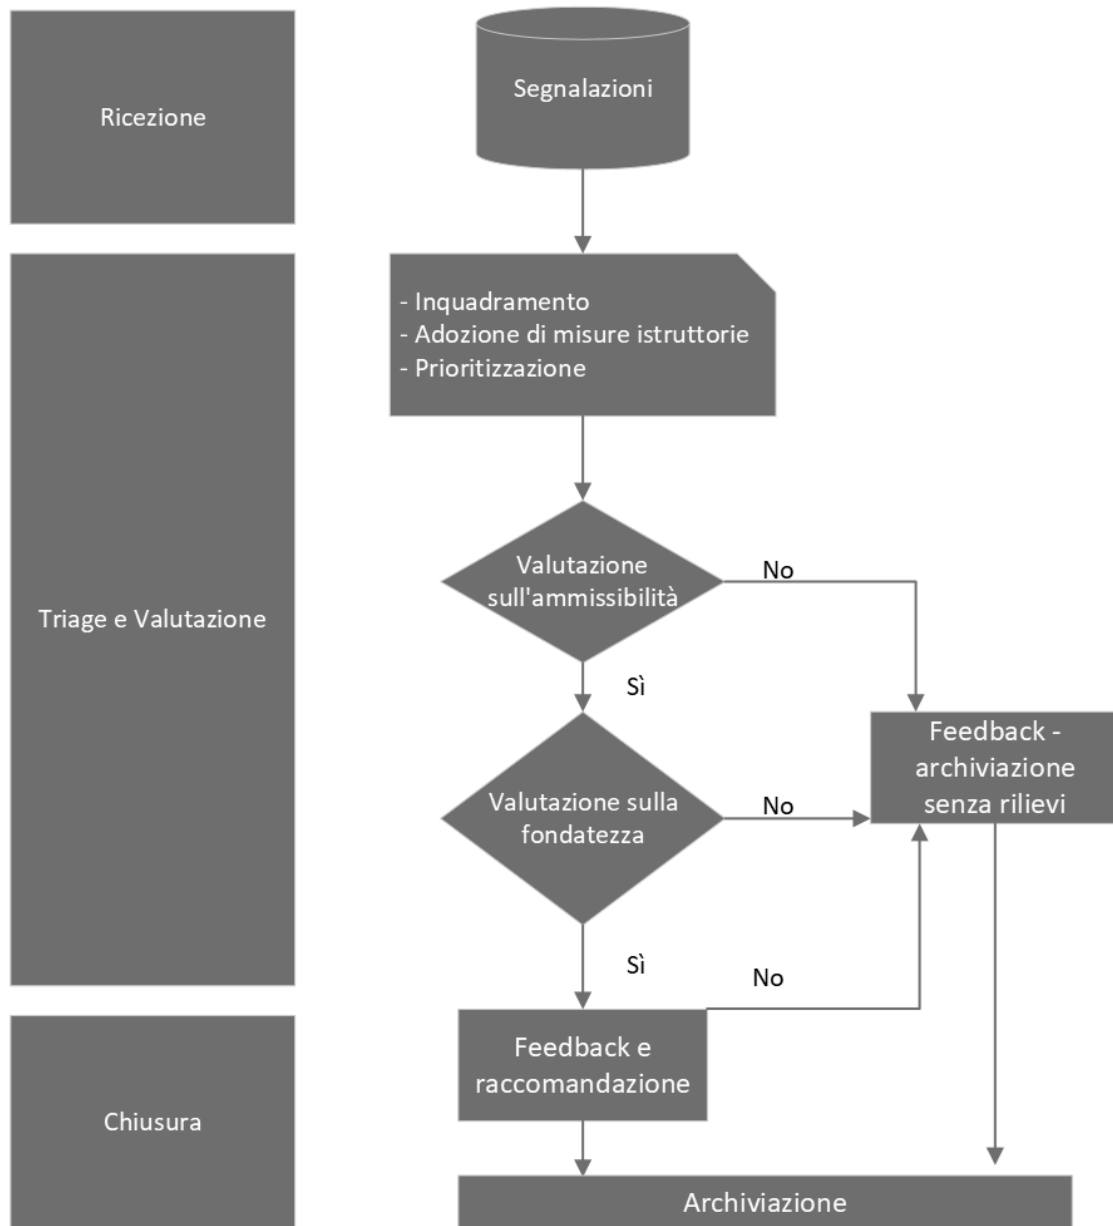 Ricezione
Segnalazioni
- Inquadramento
- Adozione di misure istruttorie
- Prioritizzazione
Triage e Valutazione
Valutazione
sull'ammissibilità
No
Sì
Feedback -
archiviazione
senza rilievi
Valutazione sulla
fondatezza
No
Sì
No
Feedback e
raccomandazione
Chiusura
Archiviazione